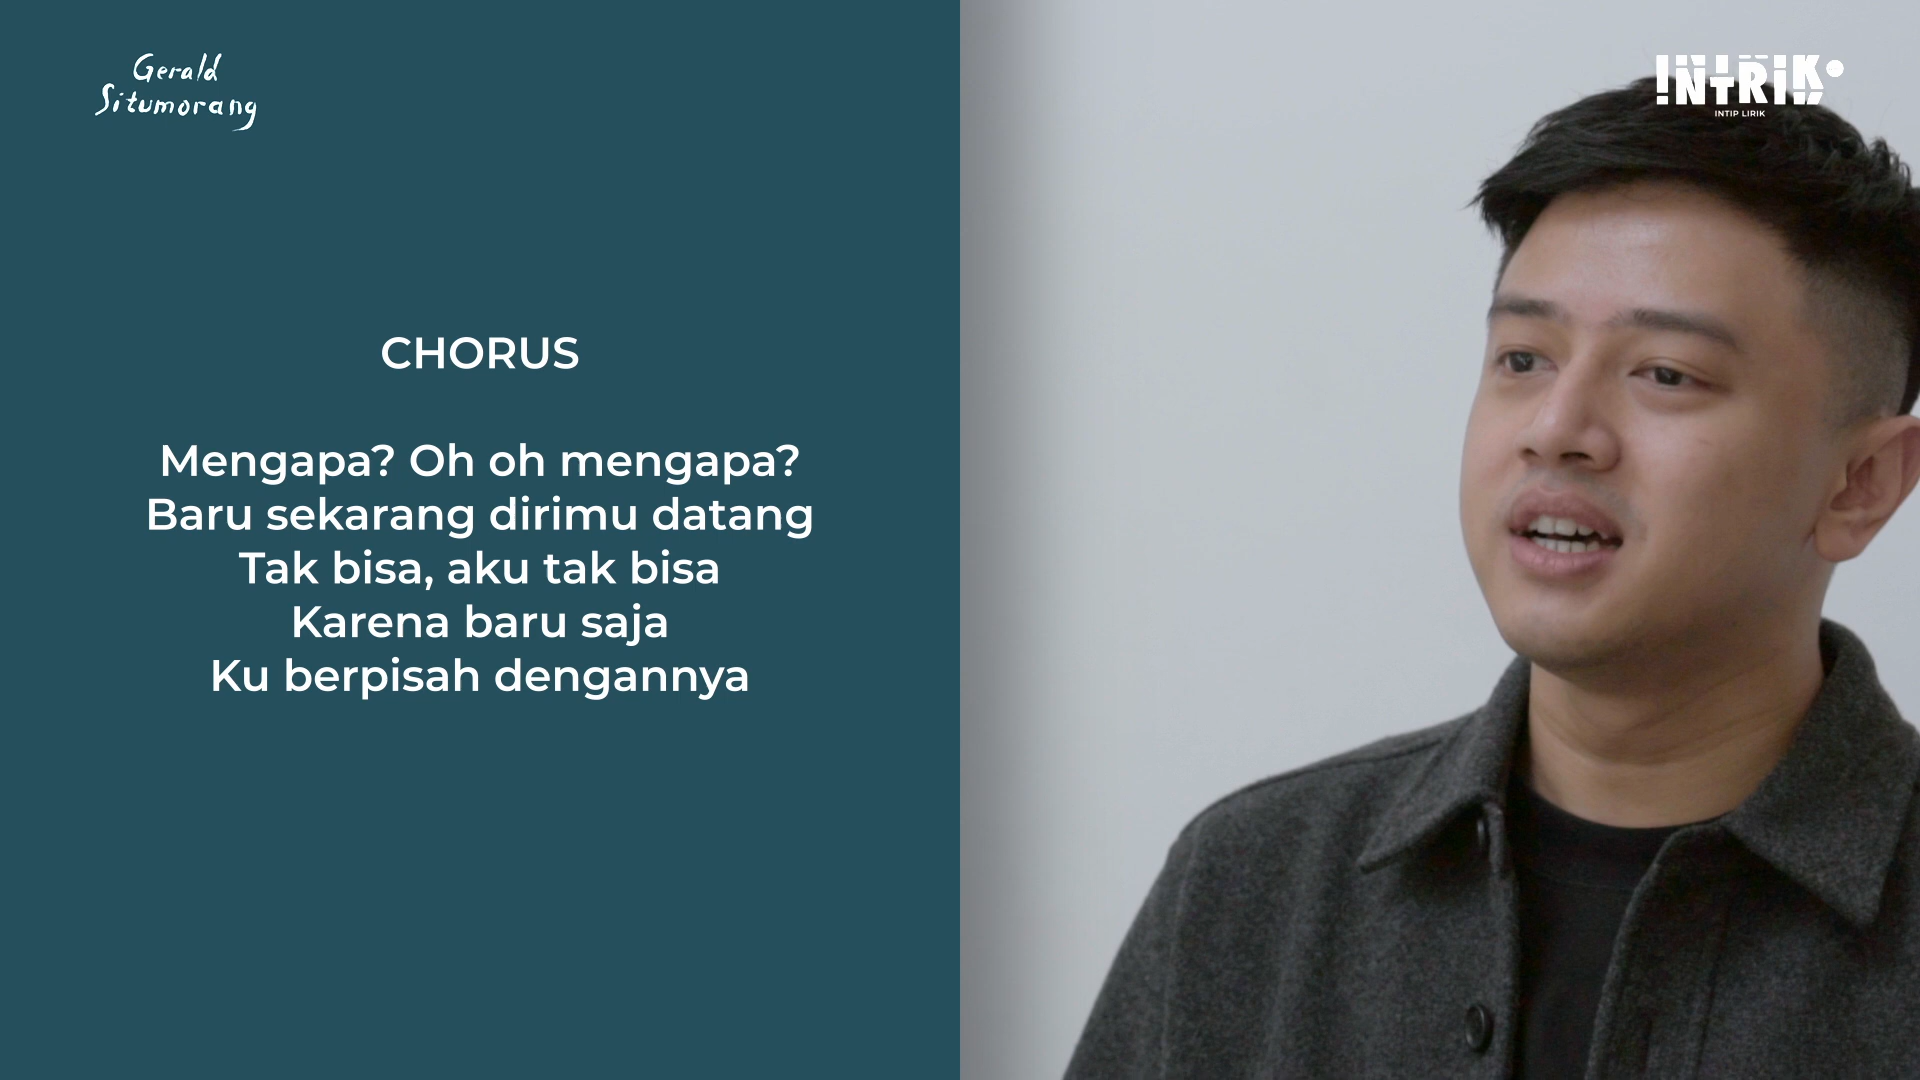 Gerald
Situmorang
INTRIK
INTIP LIRIK
CHORUS
Mengapa? Oh oh mengapa?
Baru sekarang dirimu datang
Tak bisa, aku tak bisa
Karena baru saja
Ku berpisah dengannya